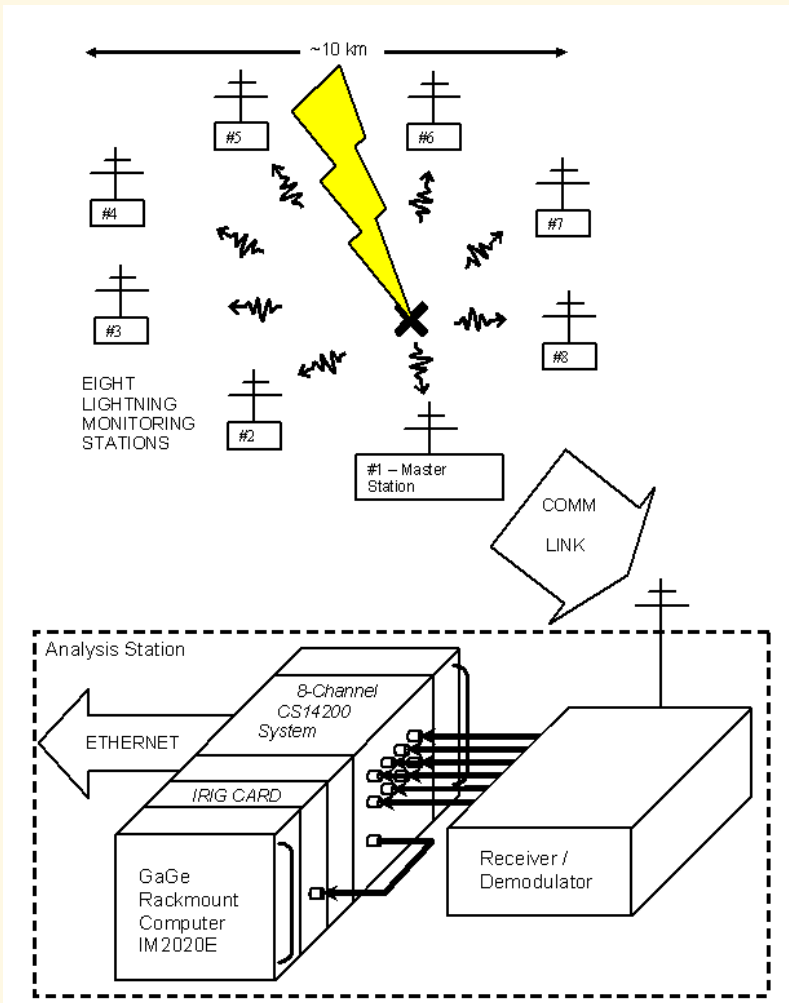 ~10 km
#5
#6
#4
#7
#3
#8
EIGHT
LIGHTNING
MONITORING
STATIONS
#2
#1 – Master
Station
COMM
LINK
Analysis Station
8-Channel
CS14200
System
ETHERNET
IRIG CARD
GaGe
Rackmount
Computer
IM2020E
Receiver /
Demodulator